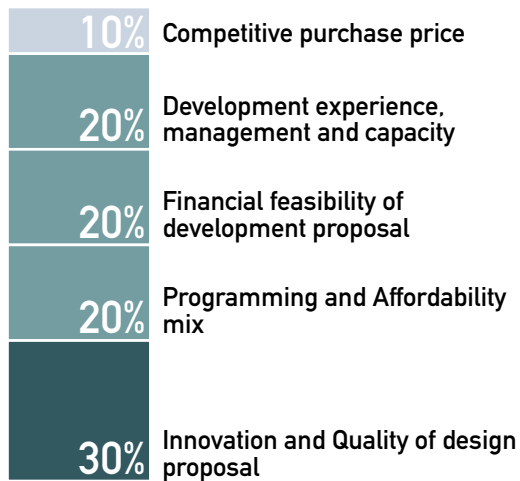 10% Competitive purchase price
Development experience,
20% management and capacity
Financial feasibility of
20% development proposal
Programming and Affordability
20% mix
Innovation and Quality of design
30% proposal